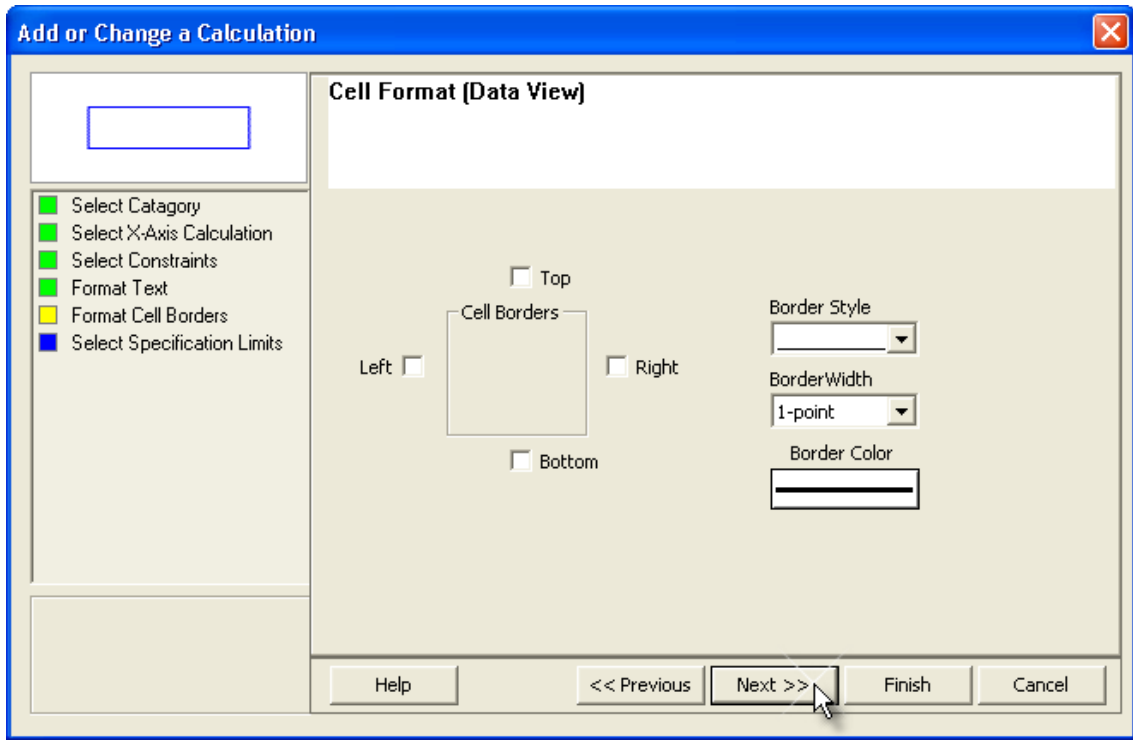 Add or Change a Calculation
Cell Format (Data View)
Select Catagory
Select X-Axis Calculation
Select Constraints
Format Text
Format Cell Borders
Select Specification Limits
Top
Cell Borders
Left
Right
Bottom
Border Style
BorderWidth
1-point
Border Color
Help
<< Previous
Next >>
Finish
Cancel